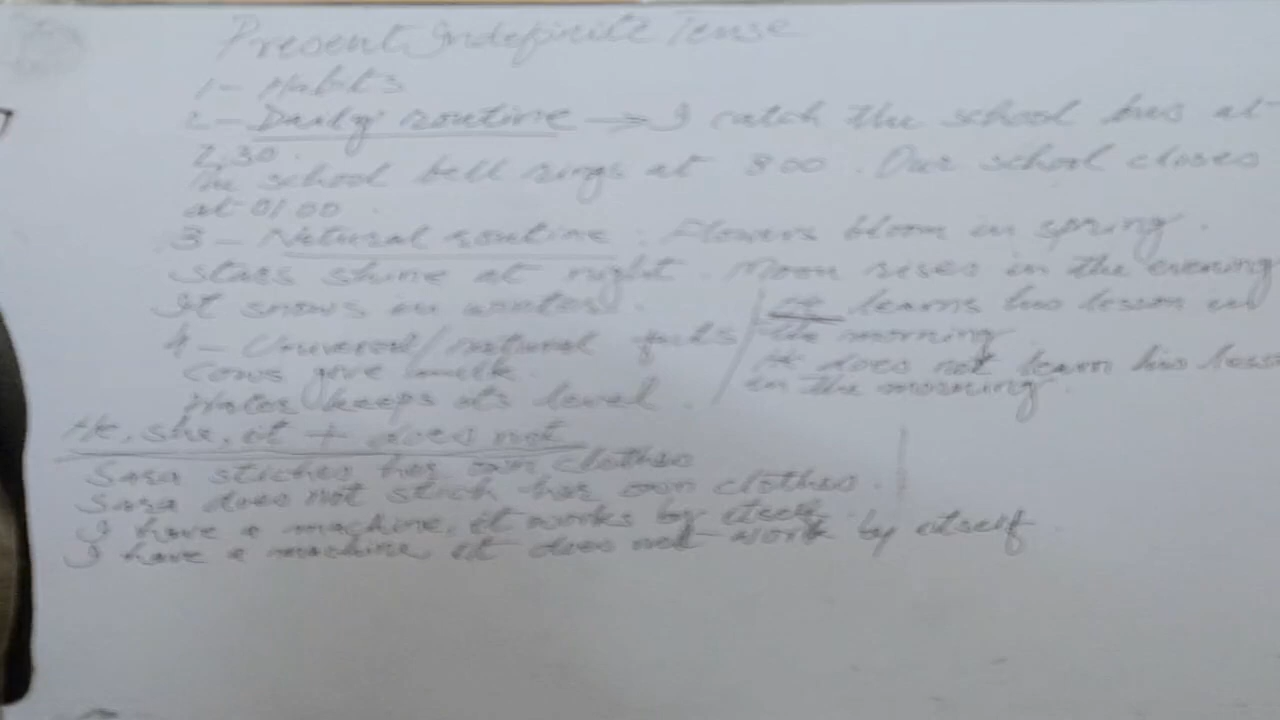 Present Indefinite Tense
1- Habits
2- Daily routine → I catch the school bus at
7.30.
The school bell rings at 800. Our school closes
at 01 00.
3- Natural routine: Flowers bloom in spring.
Stars shine at night. Moon rises in the evening
It snows in winter.
4- Universal/natural facts
Cows give milk.
Water keeps its level.
He learns his lesson in
the morning
He does not learn his
in the morning.
He, she, it + does not
Sara stiches her own clothes
Sara does not stich her own clothes.
I have a machine, it works by itself
I have a machine it does not work by itself